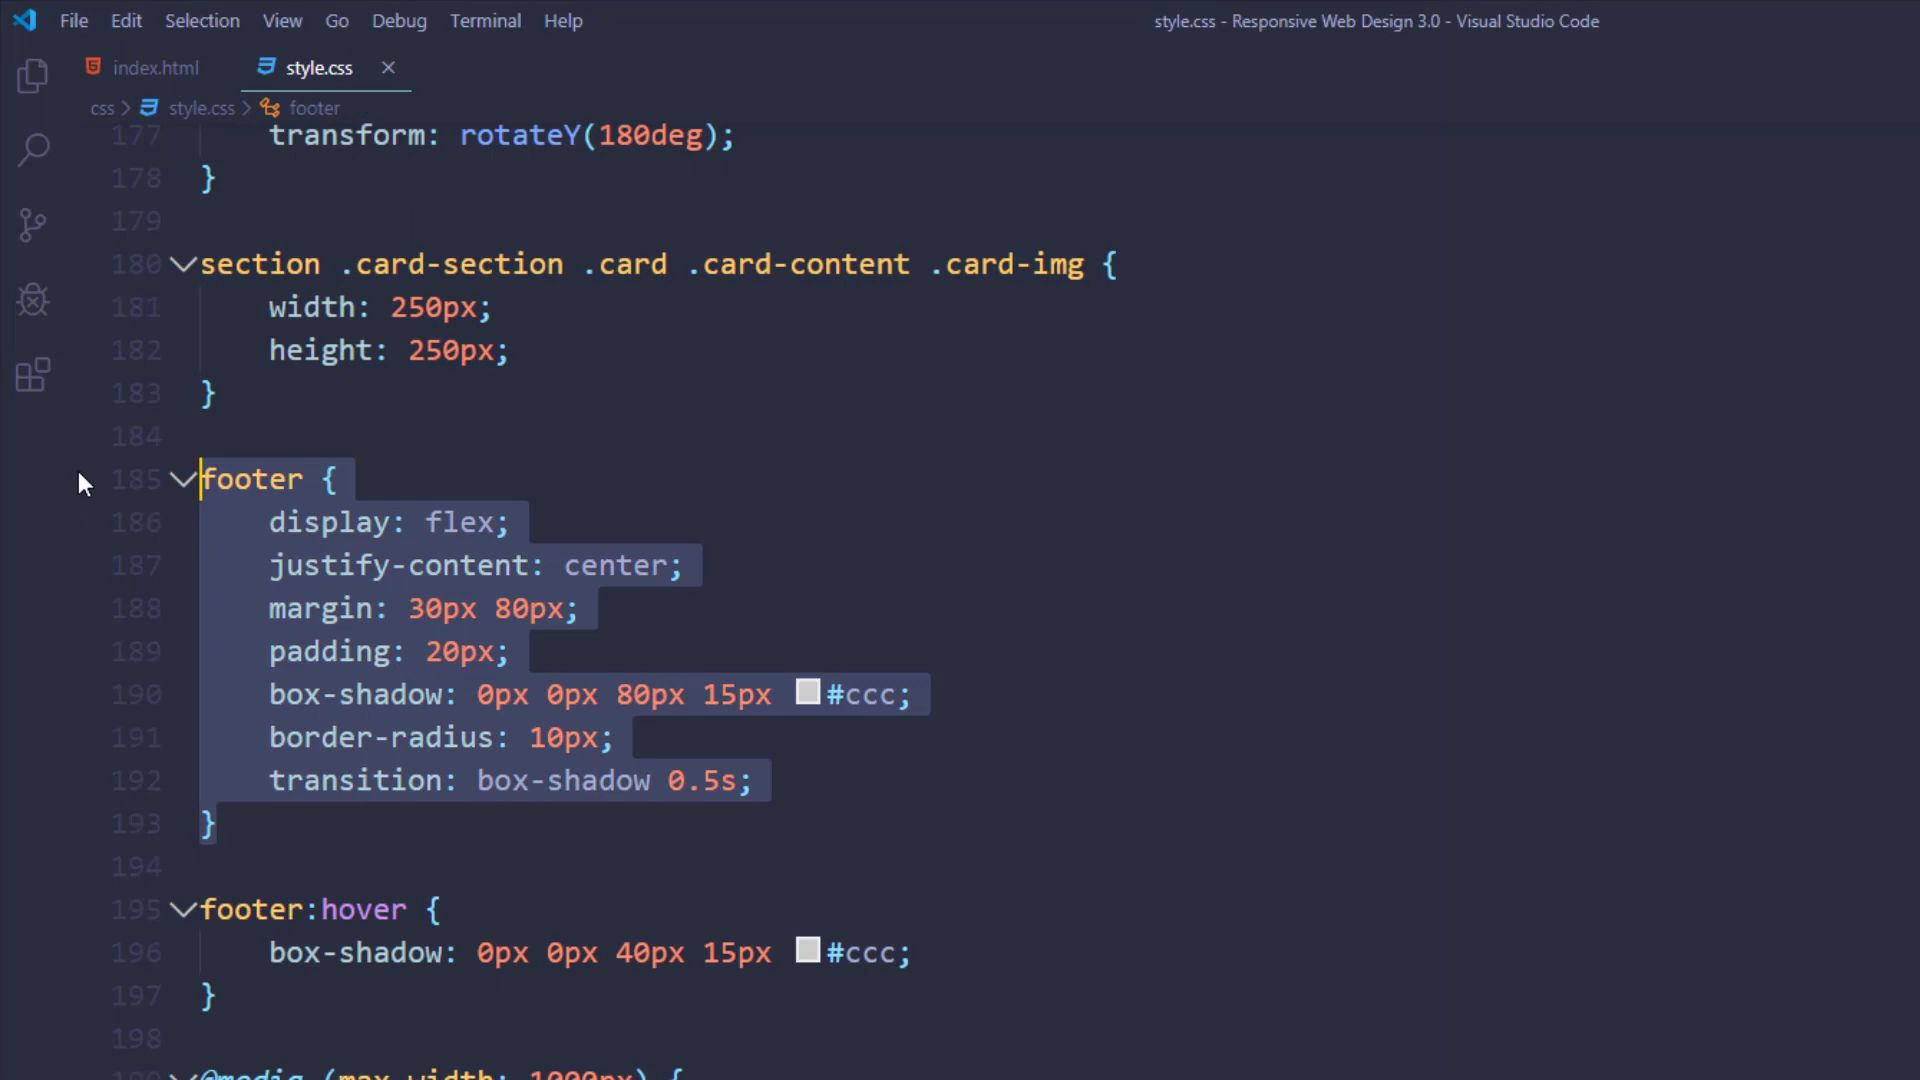 File Edit Selection View Go Debug Terminal Help
style.css - Responsive Web Design 3.0 - Visual Studio Code
index.html style.css
css > style.css > footer
177 transform: rotateY(180deg);
178 }
179
180 section .card-section .card .card-content .card-img {
181 width: 250px;
182 height: 250px;
183 }
184
185 footer {
186 display: flex;
187 justify-content: center;
188 margin: 30px 80px;
189 padding: 20px;
190 box-shadow: 0px 0px 80px 15px #ccc;
191 border-radius: 10px;
192 transition: box-shadow 0.5s;
193 }
194
195 footer:hover {
196 box-shadow: 0px 0px 40px 15px #ccc;
197 }
198
199 @media (max-width: 1000px) {